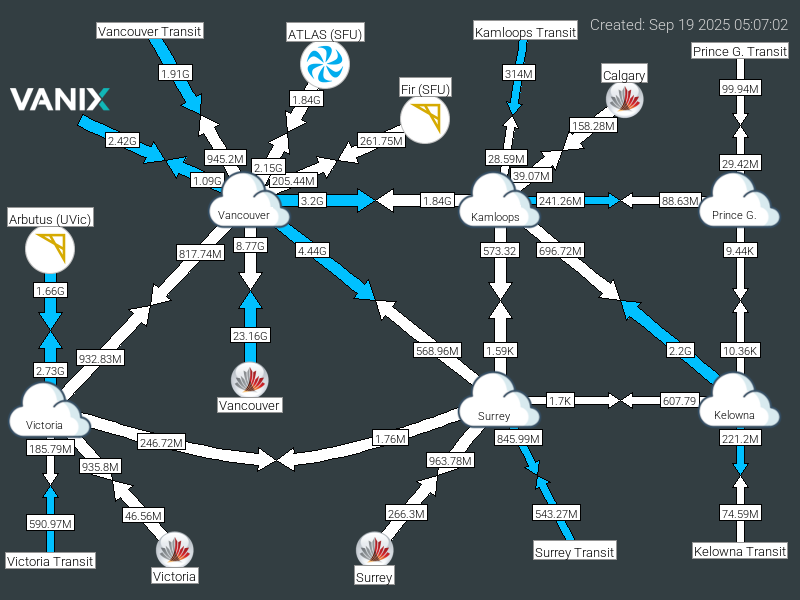 Created: Sep 19 2025 05:07:02
Vancouver Transit
ATLAS (SFU)
Kamloops Transit
Prince G. Transit
1.91G
314M
Calgary
99.94M
VANIX
1.84G
Fir (SFU)
158.28M
2.42G
261.75M
945.2M
28.59M
29.42M
2.15G
39.07M
1.09G
205.44M
3.2G
1.84G
241.26M
88.63M
Vancouver
Kamloops
Prince G.
Arbutus (UVic)
817.74M
8.77G
4.44G
573.32
696.72M
9.44K
1.66G
23.16G
932.83M
568.96M
1.59K
2.2G
10.36K
2.73G
Vancouver
1.7K
607.79
Victoria
Surrey
Kelowna
185.79M
246.72M
1.76M
845.99M
221.2M
935.8M
963.78M
590.97M
46.56M
266.3M
543.27M
74.59M
Victoria Transit
Victoria
Surrey
Surrey Transit
Kelowna Transit